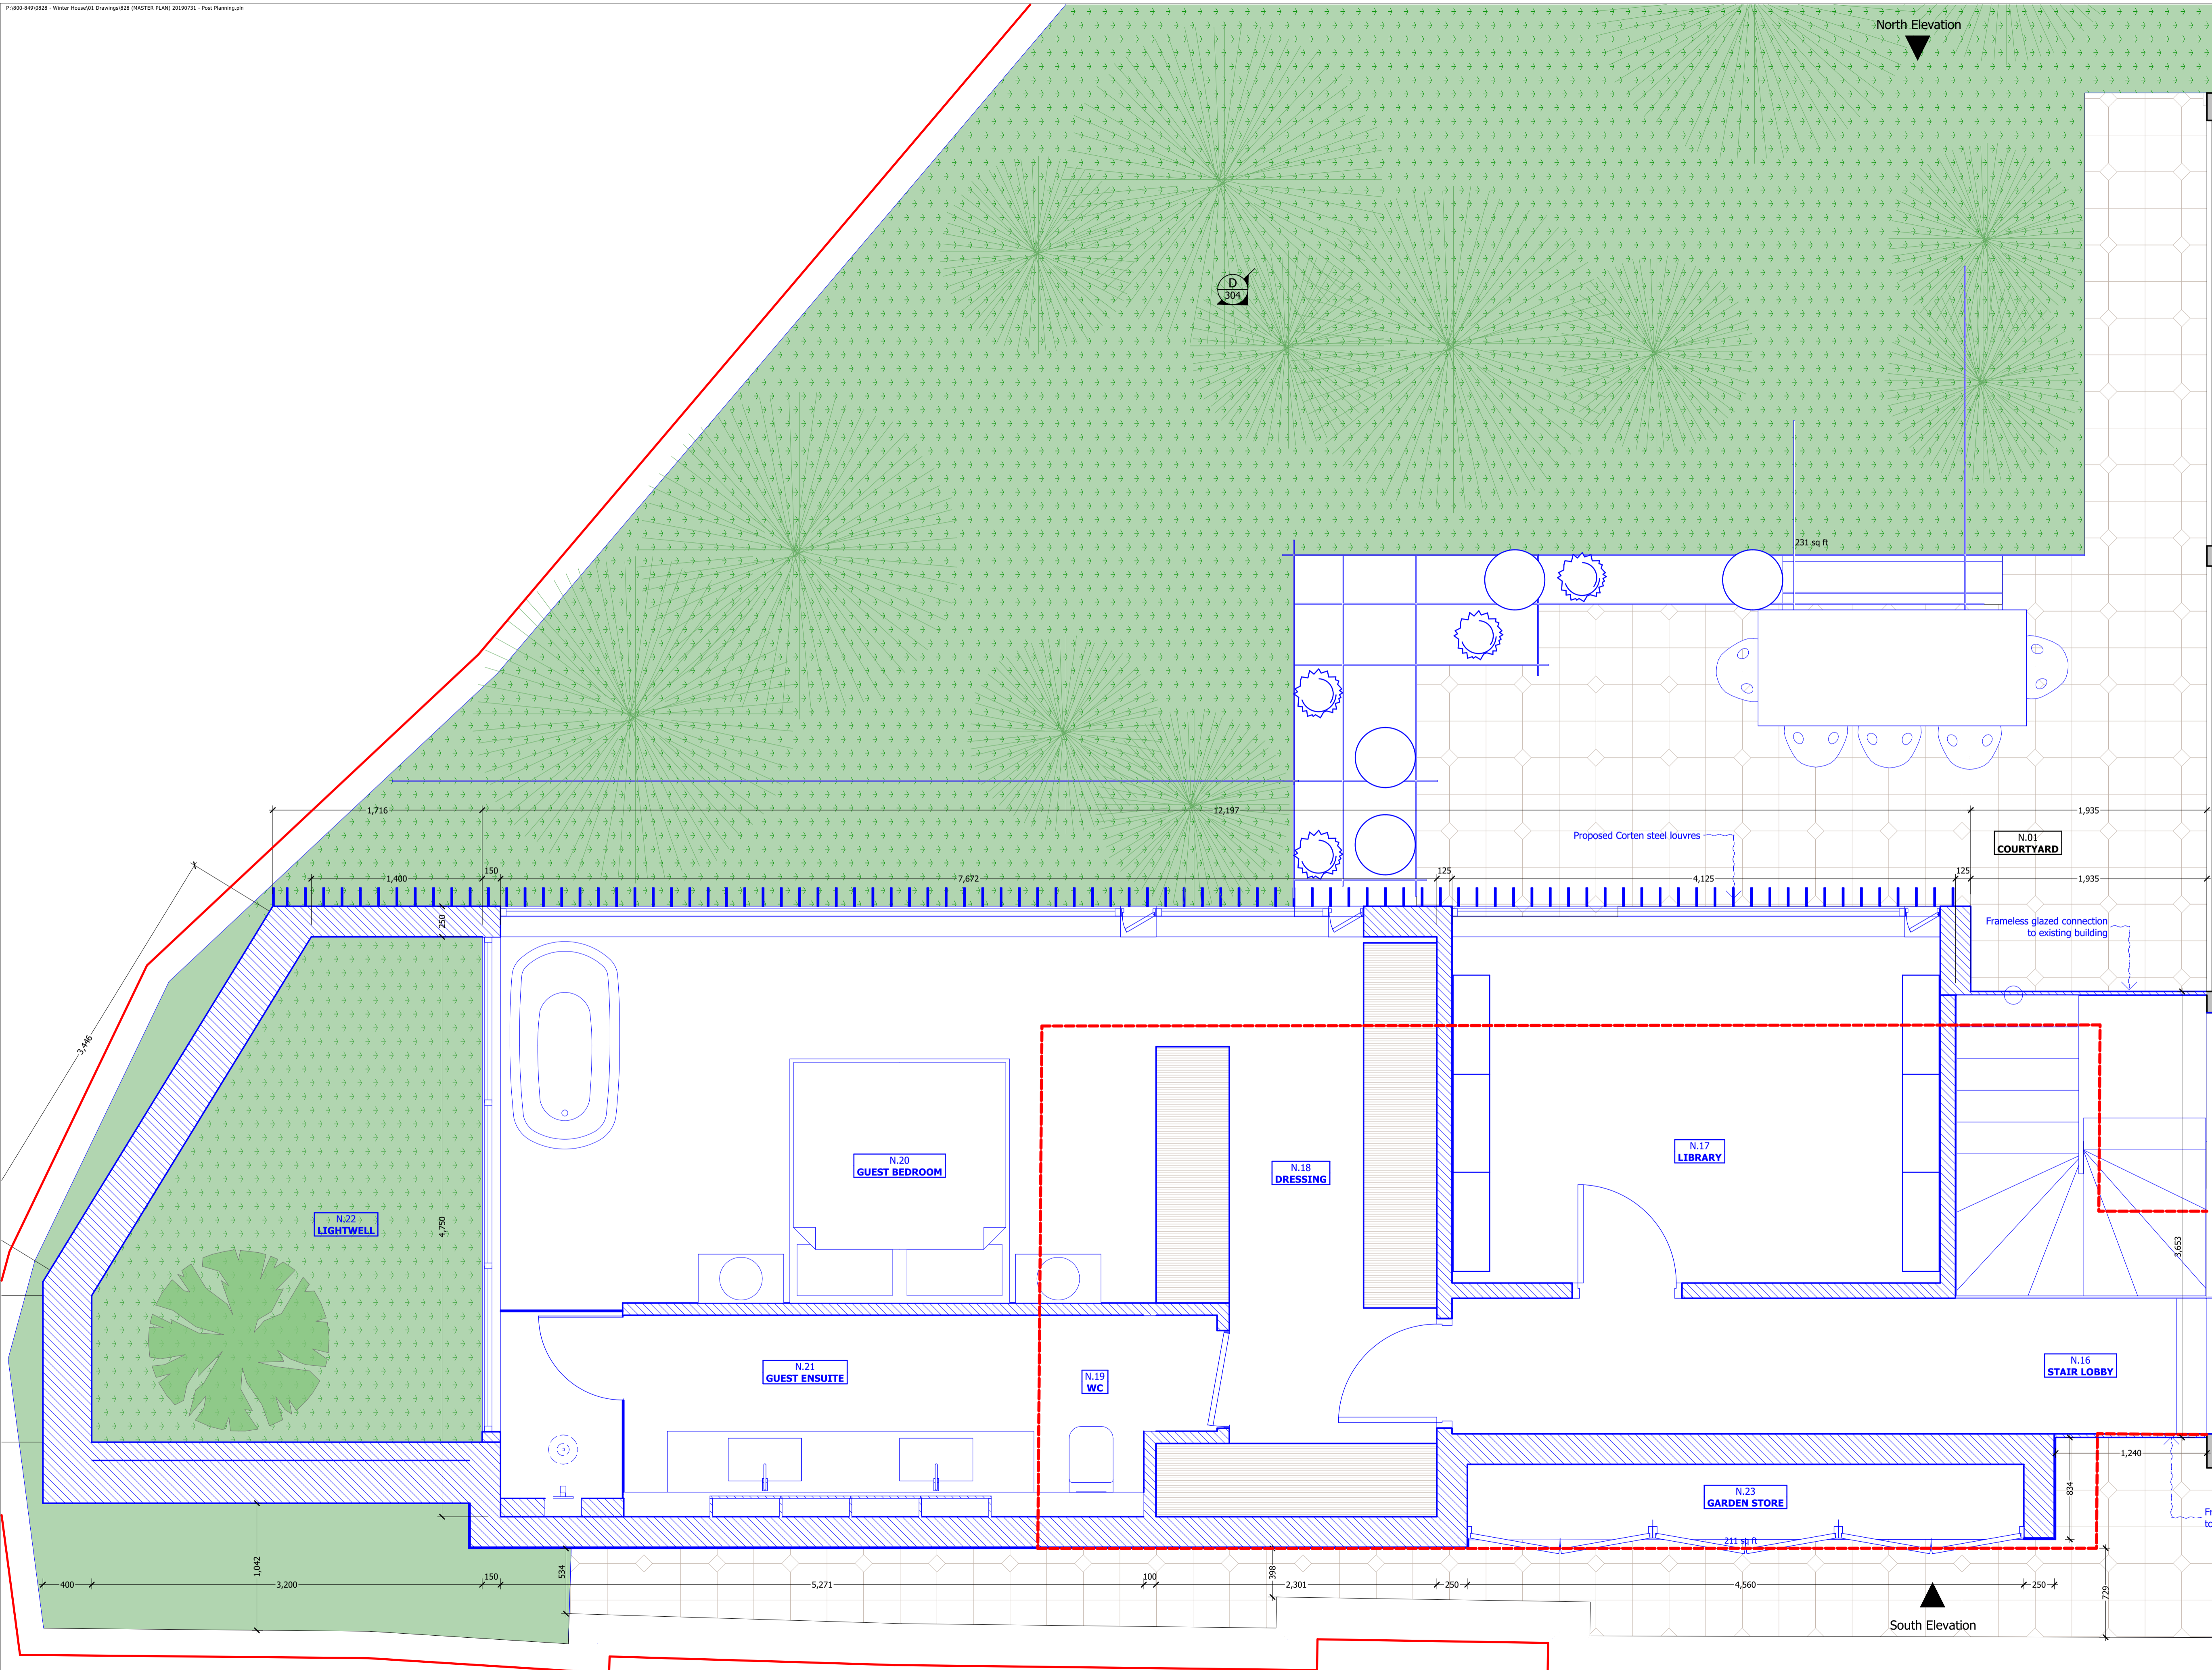 P:\800-849\0828 - Winter House\01 Drawings\828 (MASTER PLAN) 20190731 - Post Planning.pln
North Elevation
D
304
231 sq ft
1,716
12,197
1,935
Proposed Corten steel louvres
N.01
COURTYARD
1,400
150
7,672
125
4,125
125
1,935
250
Frameless glazed connection
to existing building
3,446
N.20
GUEST BEDROOM
N.18
DRESSING
N.17
LIBRARY
N.22
LIGHTWELL
4,750
3,653
N.21
GUEST ENSUITE
N.19
WC
N.16
STAIR LOBBY
1,240
N.23
GARDEN STORE
834
211 sq ft
1,042
534
398
729
400
3,200
150
5,271
100
2,301
250
4,560
250
South Elevation